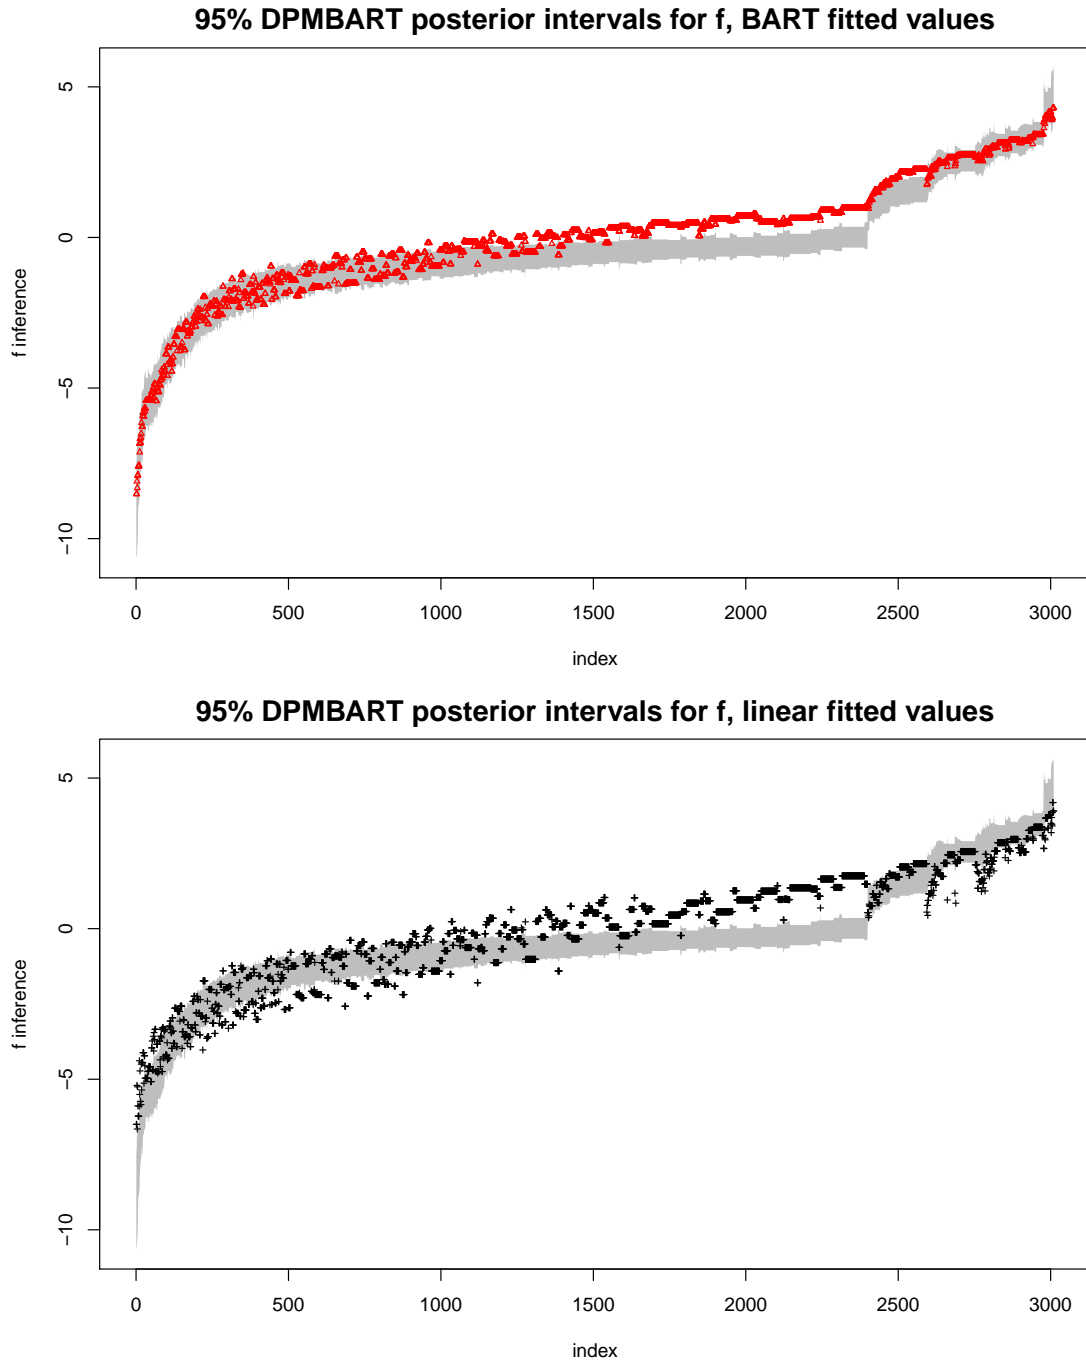 95% DPMBART posterior intervals for f, BART fitted values
5
0
−5
−10
f inference
0 500 1000 1500 2000 2500 3000
index
95% DPMBART posterior intervals for f, linear fitted values
5
0
−5
−10
f inference
0 500 1000 1500 2000 2500 3000
index